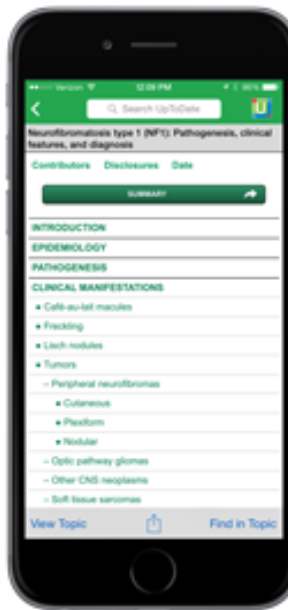 Verizon 12:09 PM 96%
Search UpToDate
Neurofibromatosis type 1 (NF1): Pathogenesis, clinical
features, and diagnosis
Contributors Disclosures Date
SUMMARY
INTRODUCTION
EPIDEMIOLOGY
PATHOGENESIS
CLINICAL MANIFESTATIONS
• Café-au-lait macules
• Freckling
• Lisch nodules
• Tumors
– Peripheral neurofibromas
• Cutaneous
• Plexiform
• Nodular
– Optic pathway gliomas
– Other CNS neoplasms
– Soft tissue sarcomas
View Topic Find in Topic